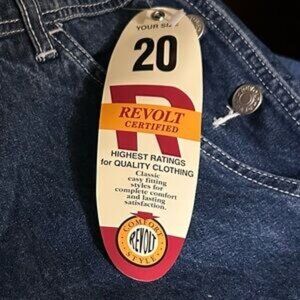 YOUR SIZE
20
R
REVOLT
CERTIFIED
HIGHEST RATINGS
for QUALITY CLOTHING
Classic
easy fitting
styles for
complete comfort
and lasting
satisfaction.
COMFORT
REVOLT
STYLE